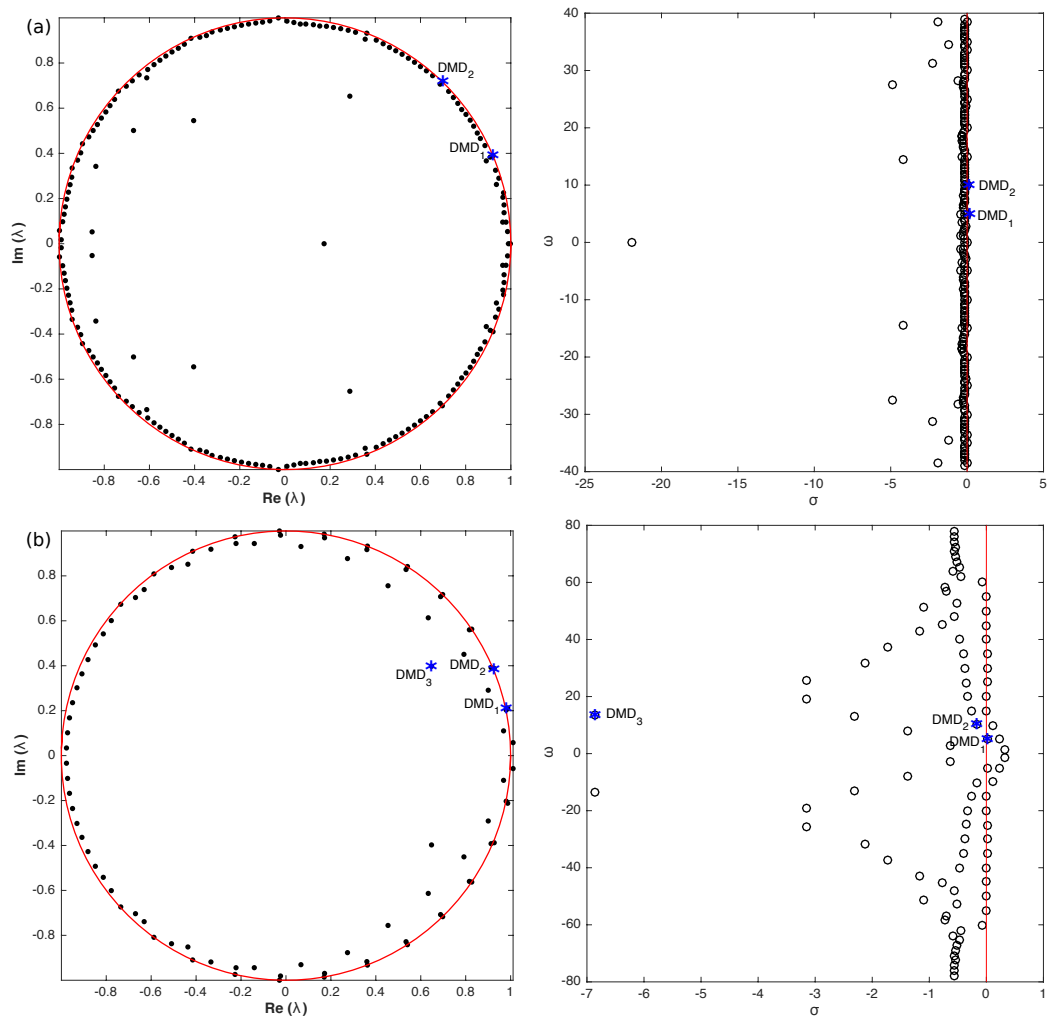 (a)
0.8
0.6
0.4
0.2
0
-0.2
-0.4
-0.6
-0.8
Im (λ)
-0.8 -0.6 -0.4 -0.2 0 0.2 0.4 0.6 0.8 1
Re (λ)
DMD2
DMD1
40
30
20
10
0
-10
-20
-30
-40
ω
-25 -20 -15 -10 -5 0 5
σ
DMD2
DMD1
(b)
0.8
0.6
0.4
0.2
0
-0.2
-0.4
-0.6
-0.8
Im (λ)
-0.8 -0.6 -0.4 -0.2 0 0.2 0.4 0.6 0.8 1
Re (λ)
DMD2
DMD3
DMD1
80
60
40
20
0
-20
-40
-60
-80
ω
-7 -6 -5 -4 -3 -2 -1 0 1
σ
DMD3
DMD2
DMD1